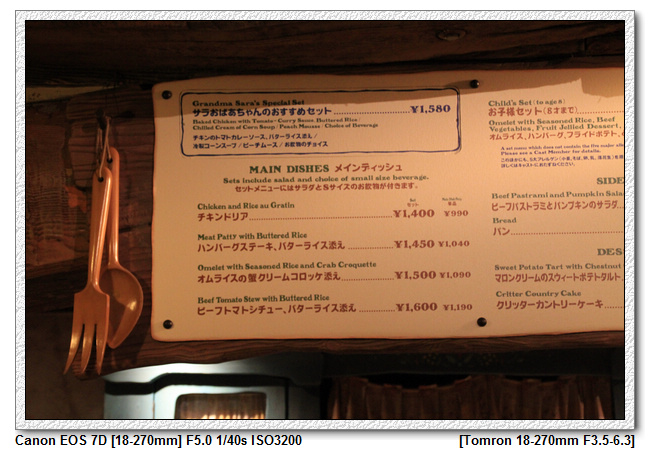 Grandma Sara's Special Set
サラおばあちゃんのおすすめセット ¥1,580
Baked Chicken with Tomato-Curry Sauce, Buttered Rice /
Chilled Cream of Corn Soup / Peach Mousse / Choice of Beverage
チキンのトマトカレーソース、バターライス添え /
冷製コーンスープ / ピーチムース / お飲物のチョイス
MAIN DISHES メインディッシュ
Sets include salad and choice of small size beverage.
セットメニューにはサラダとSサイズのお飲物が付きます。
Set
セット 単品
Chicken and Rice au Gratin
チキンドリア ¥1,400 ¥990
Meat Patty with Buttered Rice
ハンバーグステーキ、バターライス添え ¥1,450 ¥1,040
Omelet with Seasoned Rice and Crab Croquette
オムライスの蟹クリームコロッケ添え ¥1,500 ¥1,090
Beef Tomato Stew with Buttered Rice
ビーフトマトシチュー、バターライス添え ¥1,600 ¥1,190
Child's Set (to age 8)
お子様セット (8才まで)
Omelet with Seasoned Rice, Beef
Vegetables, Fruit Jellied Dessert,
オムライス、ハンバーグ、フライドポテト、
SIDE
Beef Pastrami and Pumpkin Sala
ビーフパストラミとパンプキンのサラダ
Bread
パン
DES
Sweet Potato Tart with Chestnut
マロンクリームのスウィートポテトタルト
Critter Country Cake
クリッターカントリーケーキ
Canon EOS 7D [18-270mm] F5.0 1/40s ISO3200
[Tomron 18-270mm F3.5-6.3]